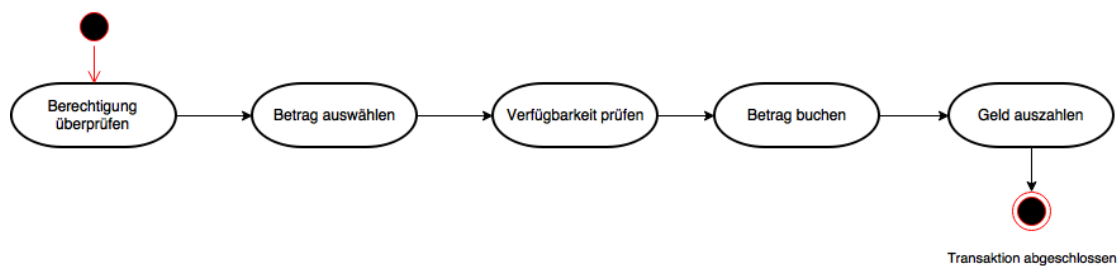 Berechtigung
überprüfen
Betrag auswählen
Verfügbarkeit prüfen
Betrag buchen
Geld auszahlen
Transaktion abgeschlossen